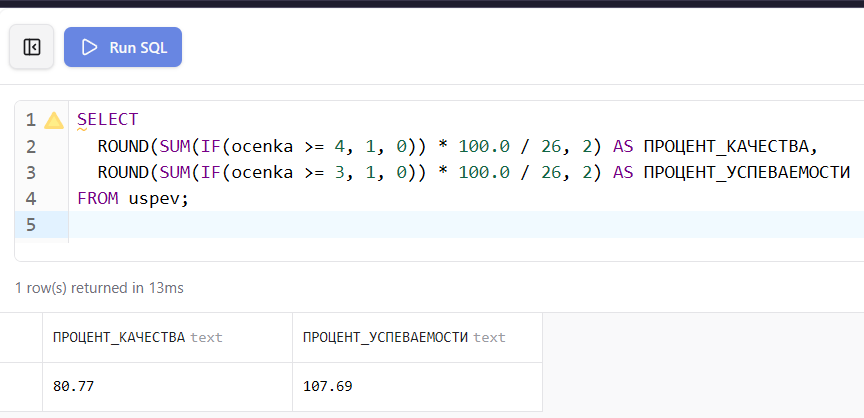 Run SQL
1 SELECT
2 ROUND(SUM(IF(ocenka >= 4, 1, 0)) * 100.0 / 26, 2) AS ПРОЦЕНТ_КАЧЕСТВА,
3 ROUND(SUM(IF(ocenka >= 3, 1, 0)) * 100.0 / 26, 2) AS ПРОЦЕНТ_УСПЕВАЕМОСТИ
4 FROM uspev;
5
1 row(s) returned in 13ms
ПРОЦЕНТ_КАЧЕСТВА text ПРОЦЕНТ_УСПЕВАЕМОСТИ text
80.77 107.69